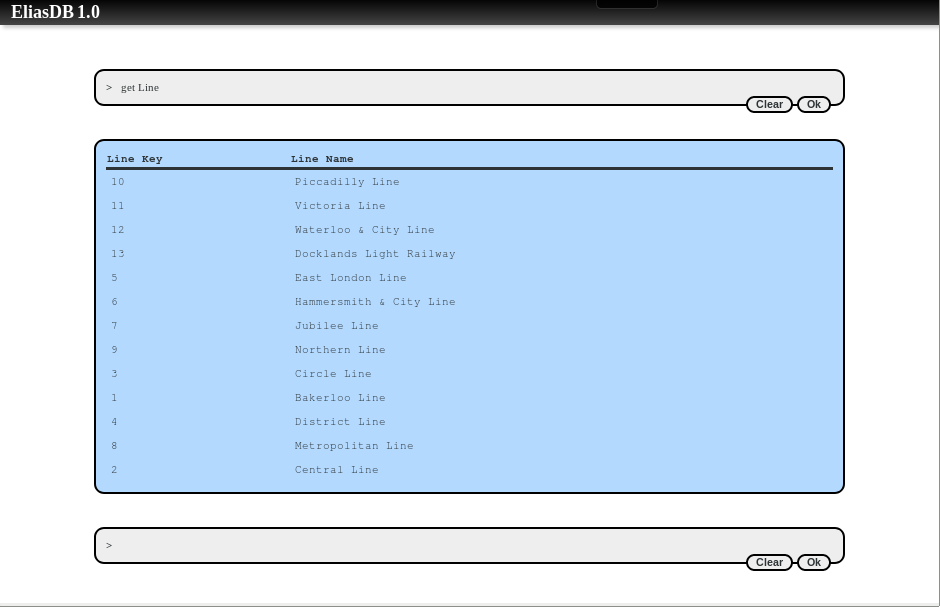 EliasDB 1.0
> get Line
Clear Ok
Line Key Line Name
10 Piccadilly Line
11 Victoria Line
12 Waterloo & City Line
13 Docklands Light Railway
5 East London Line
6 Hammersmith & City Line
7 Jubilee Line
9 Northern Line
3 Circle Line
1 Bakerloo Line
4 District Line
8 Metropolitan Line
2 Central Line
>
Clear Ok